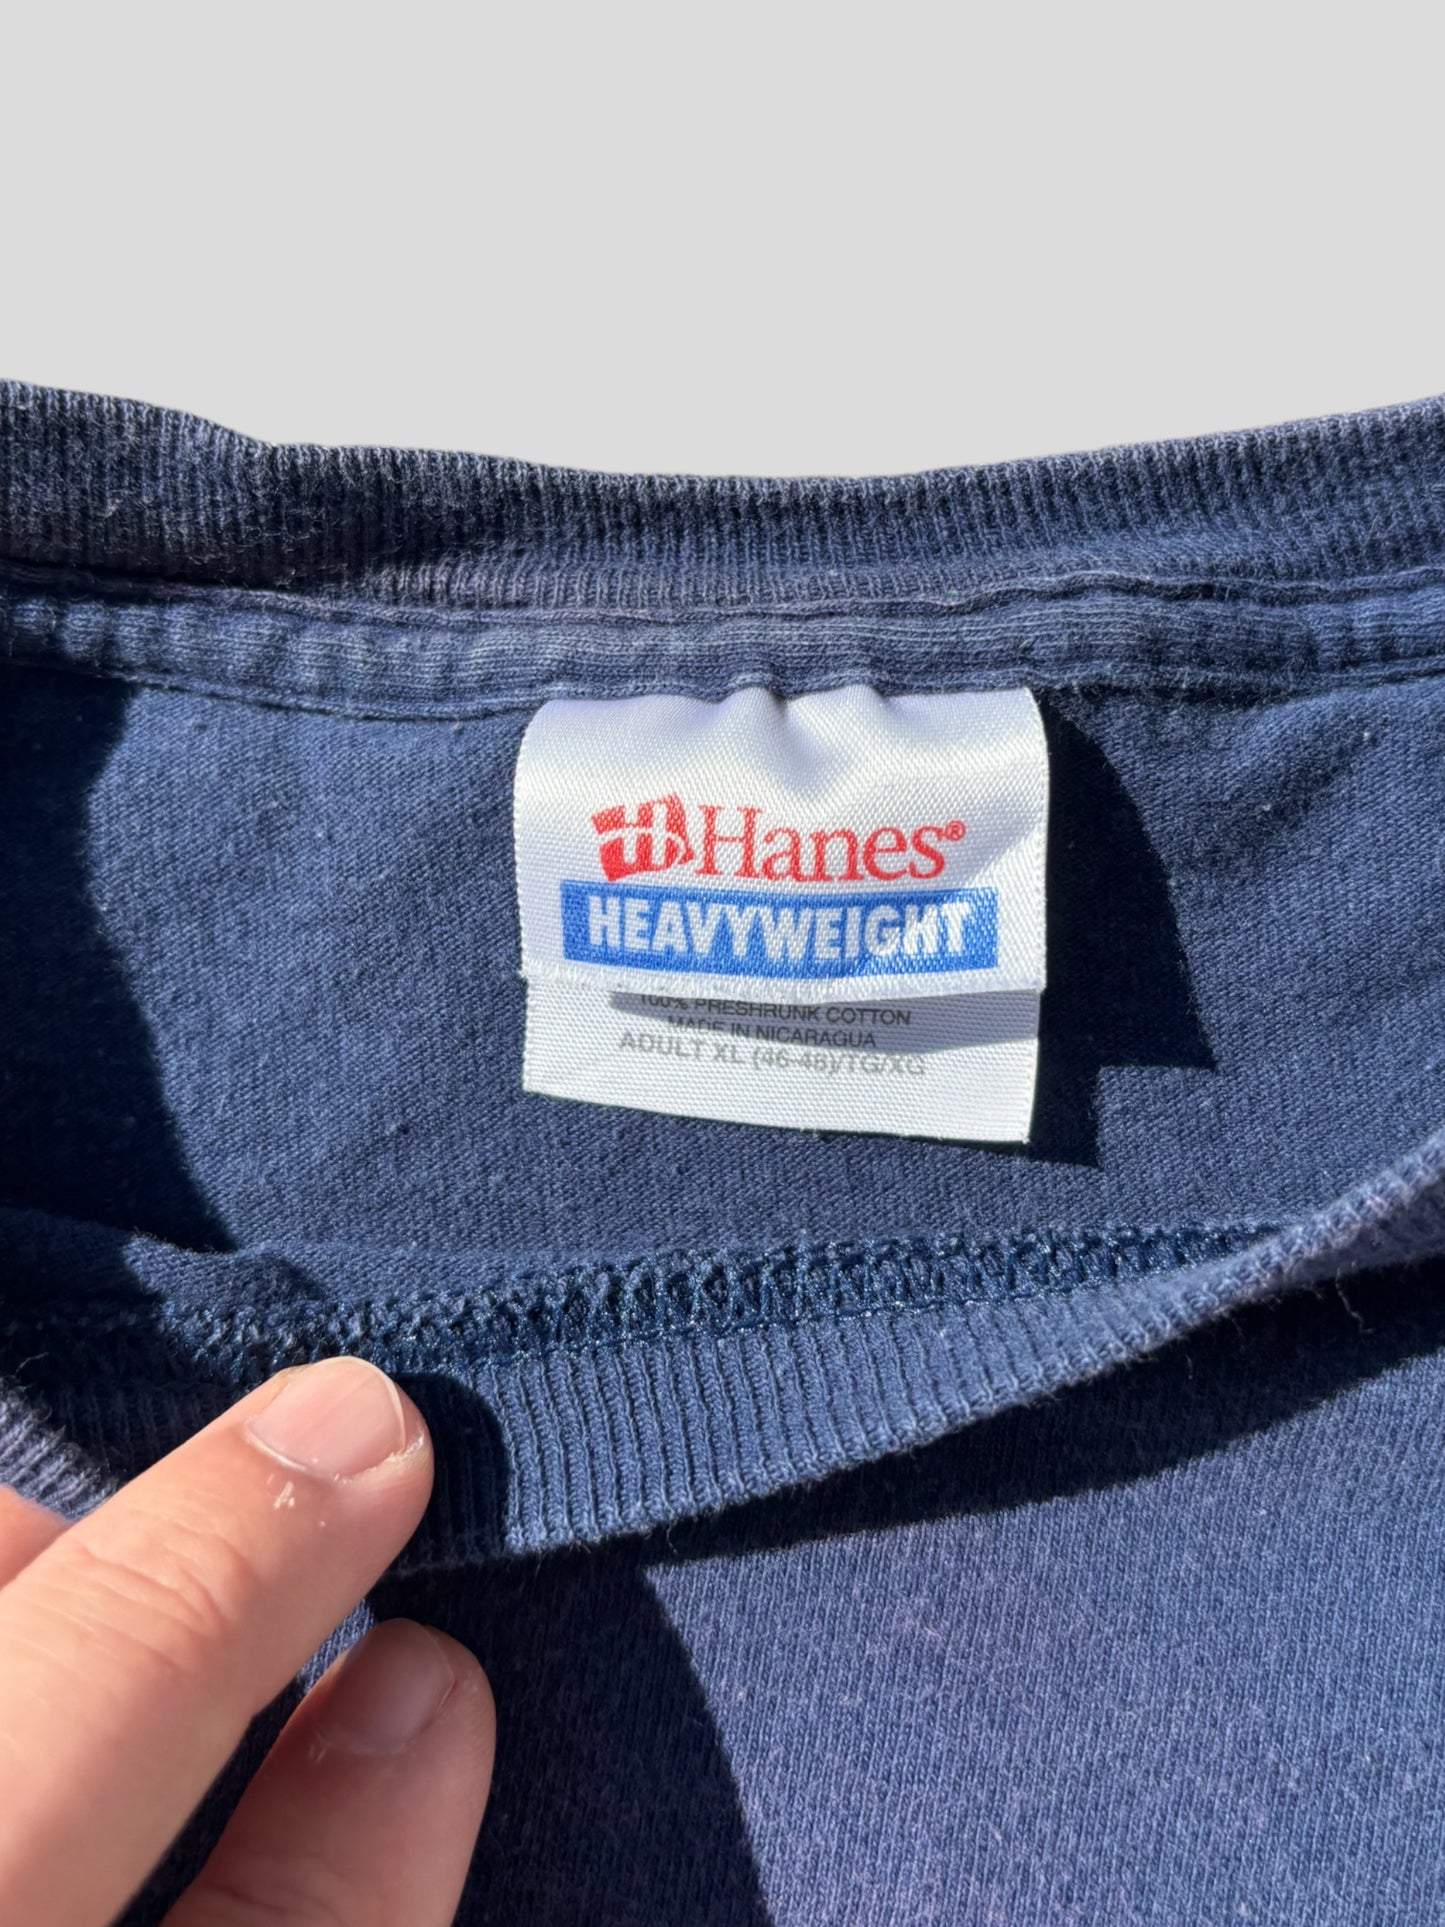 Hanes®
HEAVYWEIGHT
100% PRESHRUNK COTTON
MADE IN NICARAGUA
ADULT XL (46-48)/TG/XG